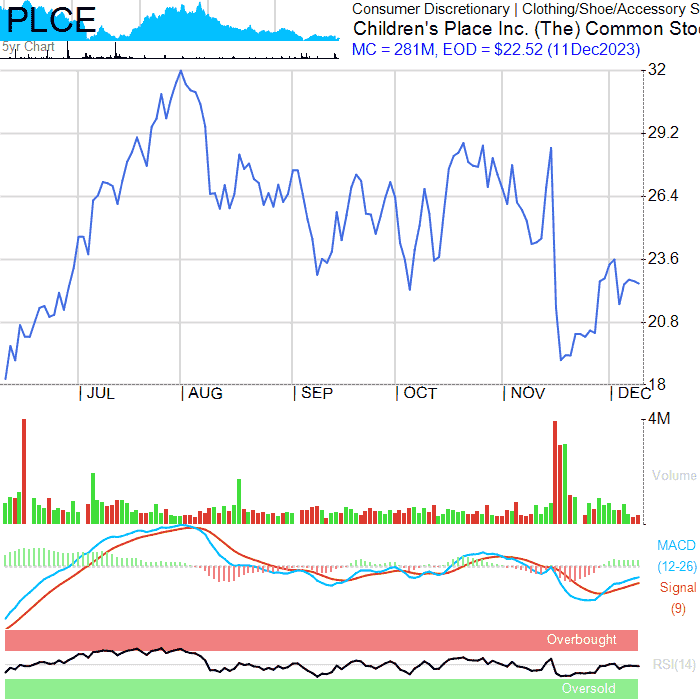 PLCE
5yr Chart
Consumer Discretionary | Clothing/Shoe/Accessory S
Children's Place Inc. (The) Common Sto
MC = 281M, EOD = $22.52 (11Dec2023)
32
29.2
26.4
23.6
20.8
18
| JUL | AUG | SEP | OCT | NOV | DEC
4M
Volume
MACD
(12-26)
Signal
(9)
Overbought
RSI(14)
Oversold